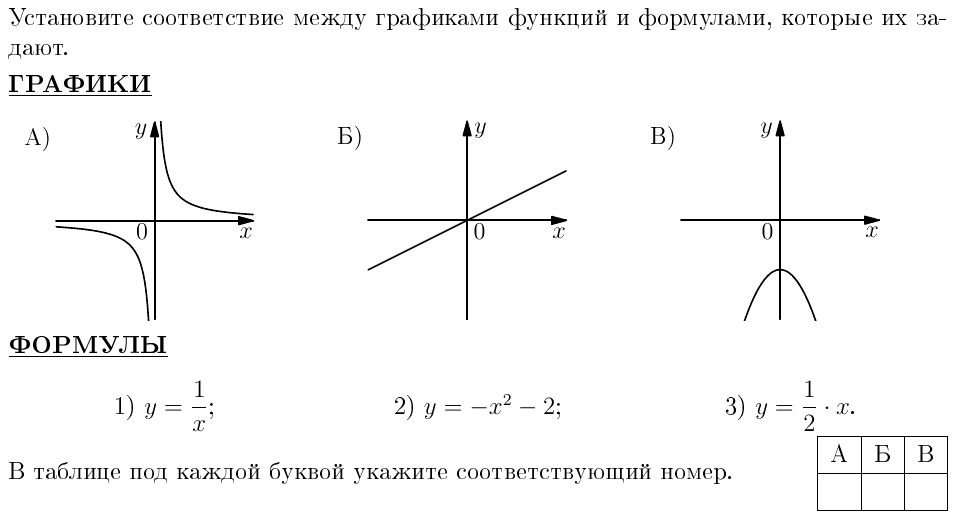 Установите соответствие между графиками функций и формулами, которые их за-
дают.
ГРАФИКИ
А) y 0 x Б) y 0 x В) y 0 x
ФОРМУЛЫ
1) y = 1/x; 2) y = −x² − 2; 3) y = 1/2 · x.
В таблице под каждой буквой укажите соответствующий номер.
А Б В